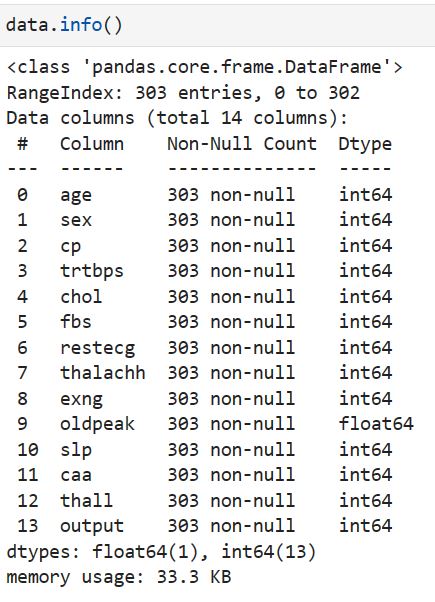 data.info()
<class 'pandas.core.frame.DataFrame'>
RangeIndex: 303 entries, 0 to 302
Data columns (total 14 columns):
 #   Column    Non-Null Count  Dtype
---  ------    --------------  -----
 0   age       303 non-null    int64
 1   sex       303 non-null    int64
 2   cp        303 non-null    int64
 3   trtbps    303 non-null    int64
 4   chol      303 non-null    int64
 5   fbs       303 non-null    int64
 6   restecg   303 non-null    int64
 7   thalachh  303 non-null    int64
 8   exng      303 non-null    int64
 9   oldpeak   303 non-null    float64
 10  slp       303 non-null    int64
 11  caa       303 non-null    int64
 12  thall     303 non-null    int64
 13  output    303 non-null    int64
dtypes: float64(1), int64(13)
memory usage: 33.3 KB